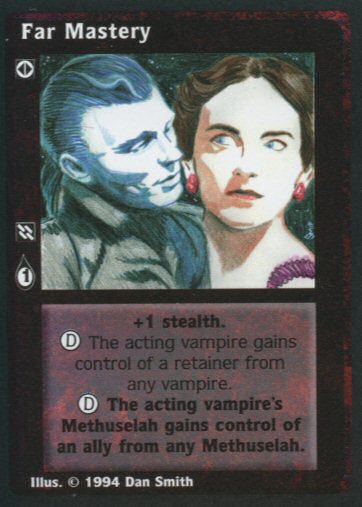 Far Mastery
1
+1 stealth.
D The acting vampire gains
control of a retainer from
any vampire.
D The acting vampire's
Methuselah gains control of
an ally from any Methuselah.
Illus. © 1994 Dan Smith